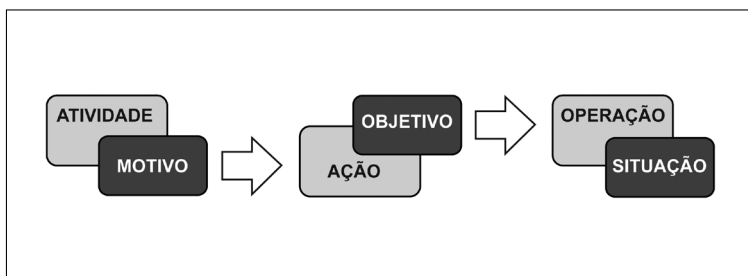 ATIVIDADE
MOTIVO
OBJETIVO
AÇÃO
OPERAÇÃO
SITUAÇÃO